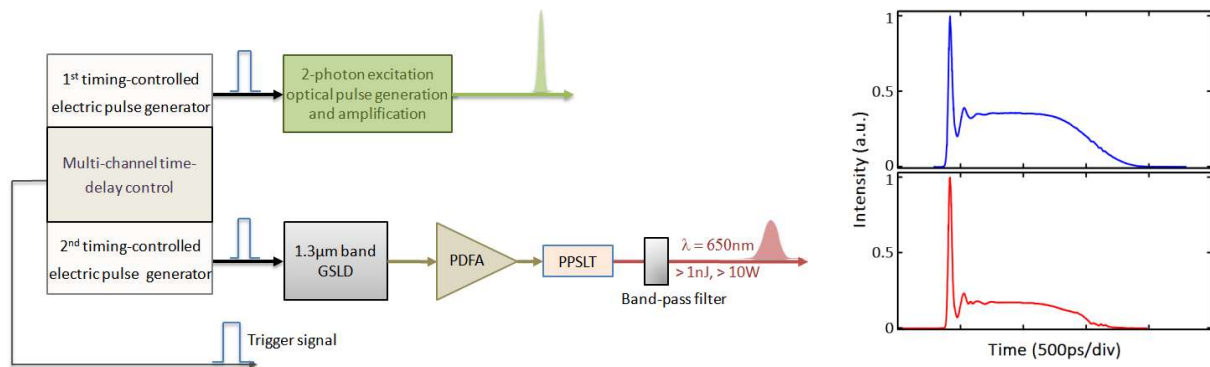 1st timing-controlled
electric pulse generator
Multi-channel time-
delay control
2nd timing-controlled
electric pulse generator
2-photon excitation
optical pulse generation
and amplification
1.3μm band
GSLD
PDFA
PPSLT
λ = 650nm
> 1nJ, > 10W
Band-pass filter
Trigger signal
Intensity (a.u.)
1
0.5
0
1
0.5
0
Time (500ps/div)